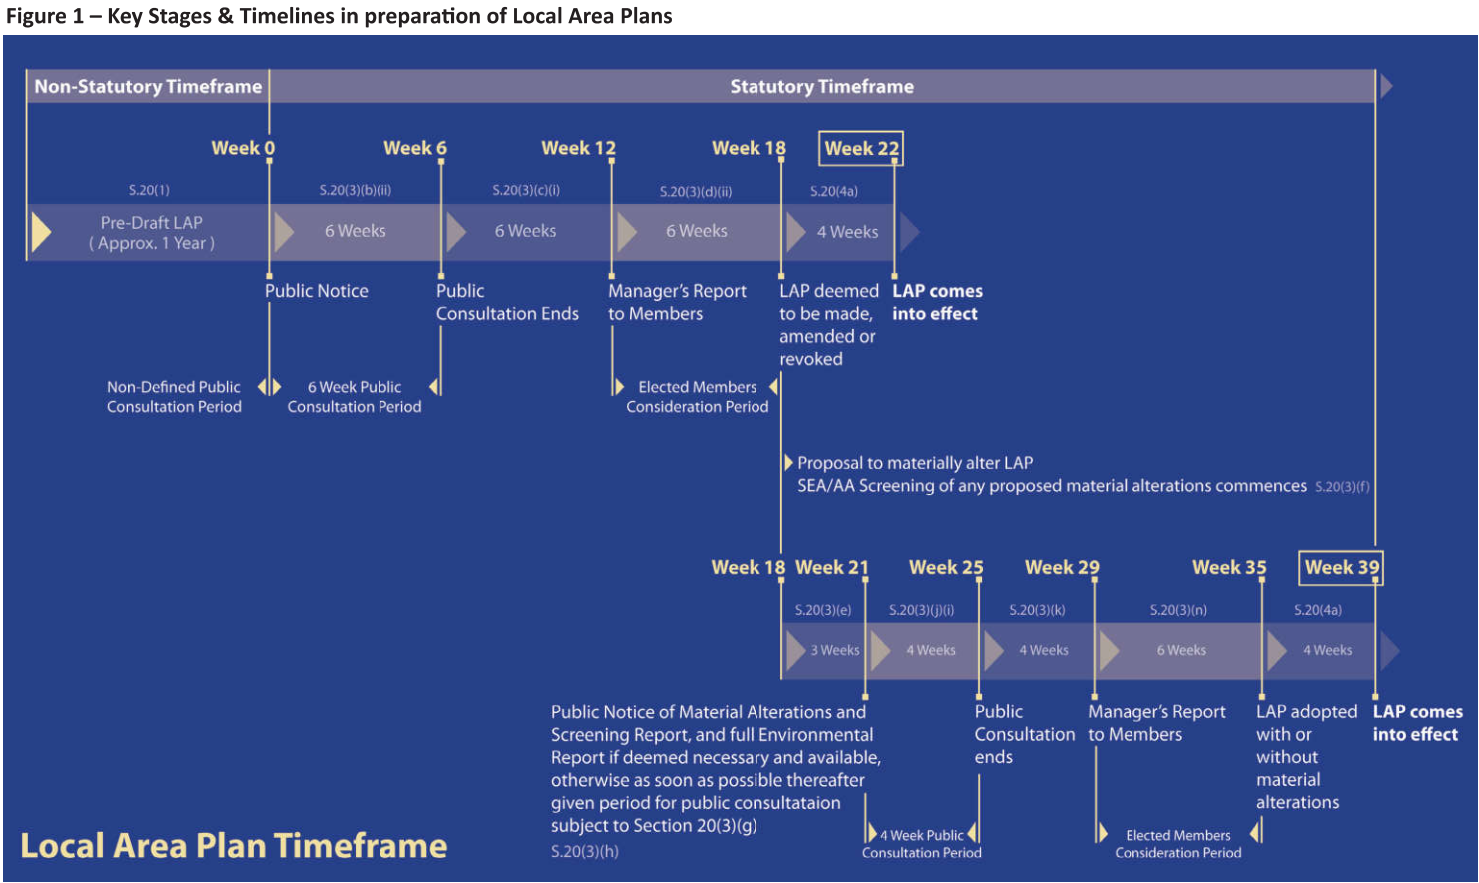 Figure 1 – Key Stages & Timelines in preparation of Local Area Plans
Non-Statutory Timeframe
Statutory Timeframe
Week 0
Week 6
Week 12
Week 18
Week 22
S.20(1)
S.20(3)(b)(ii)
S.20(3)(c)(i)
S.20(3)(d)(ii)
S.20(4a)
Pre-Draft LAP
( Approx. 1 Year )
6 Weeks
6 Weeks
6 Weeks
4 Weeks
Public Notice
Public
Consultation Ends
Manager's Report
to Members
LAP deemed
to be made,
amended or
revoked
LAP comes
into effect
Non-Defined Public
Consultation Period
6 Week Public
Consultation Period
Elected Members
Consideration Period
Proposal to materially alter LAP
SEA/AA Screening of any proposed material alterations commences S.20(3)(f)
Week 18
Week 21
Week 25
Week 29
Week 35
Week 39
S.20(3)(e)
S.20(3)(j)(i)
S.20(3)(k)
S.20(3)(n)
S.20(4a)
3 Weeks
4 Weeks
4 Weeks
6 Weeks
4 Weeks
Public Notice of Material Alterations and
Screening Report, and full Environmental
Report if deemed necessary and available,
otherwise as soon as possible thereafter
given period for public consultataion
subject to Section 20(3)(g)
S.20(3)(h)
Public
Consultation
ends
Manager's Report
to Members
LAP adopted
with or
without
material
alterations
LAP comes
into effect
4 Week Public
Consultation Period
Elected Members
Consideration Period
Local Area Plan Timeframe